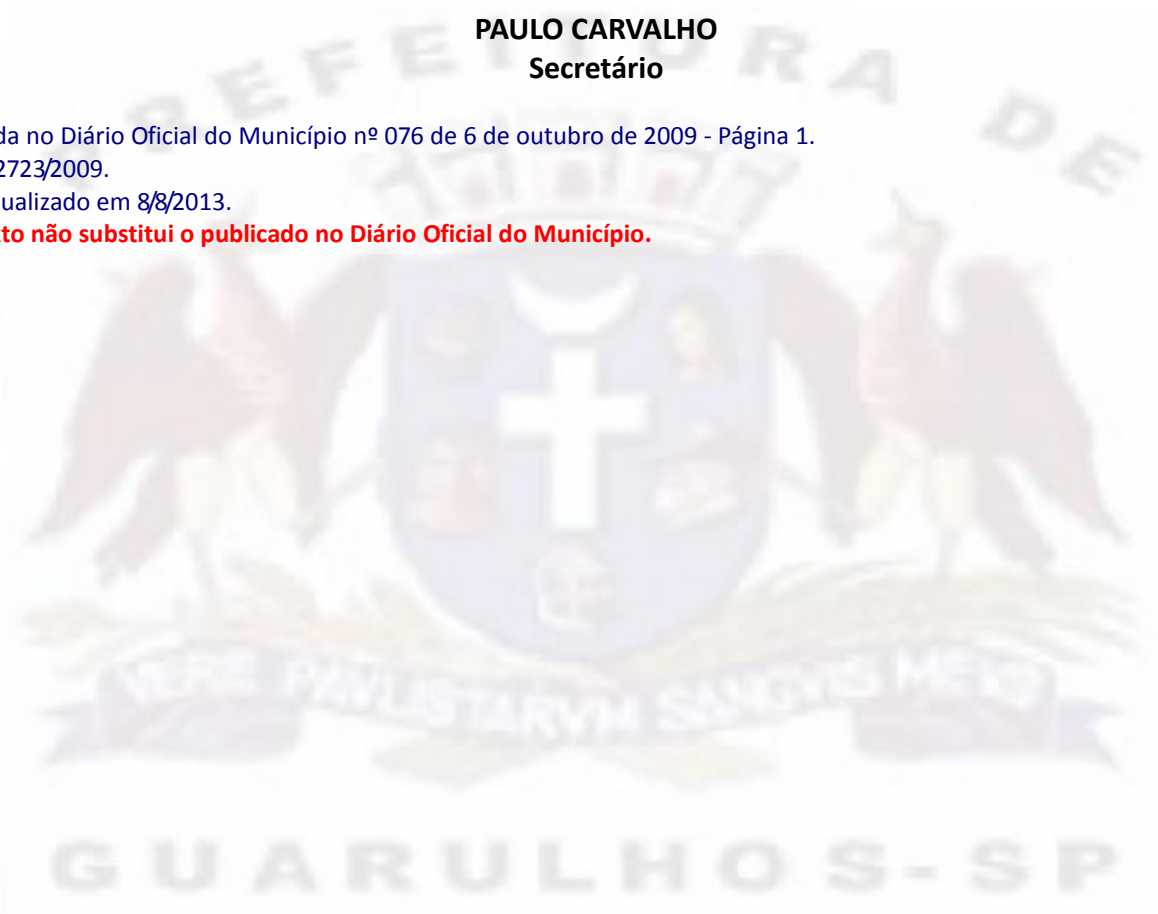 PAULO CARVALHO
Secretário
da no Diário Oficial do Município nº 076 de 6 de outubro de 2009 - Página 1.
2723/2009.
ualizado em 8/8/2013.
to não substitui o publicado no Diário Oficial do Município.
PREFEITURA DE
VERE PAVLISTARVM SANGVIS MEVS
GUARULHOS-SP